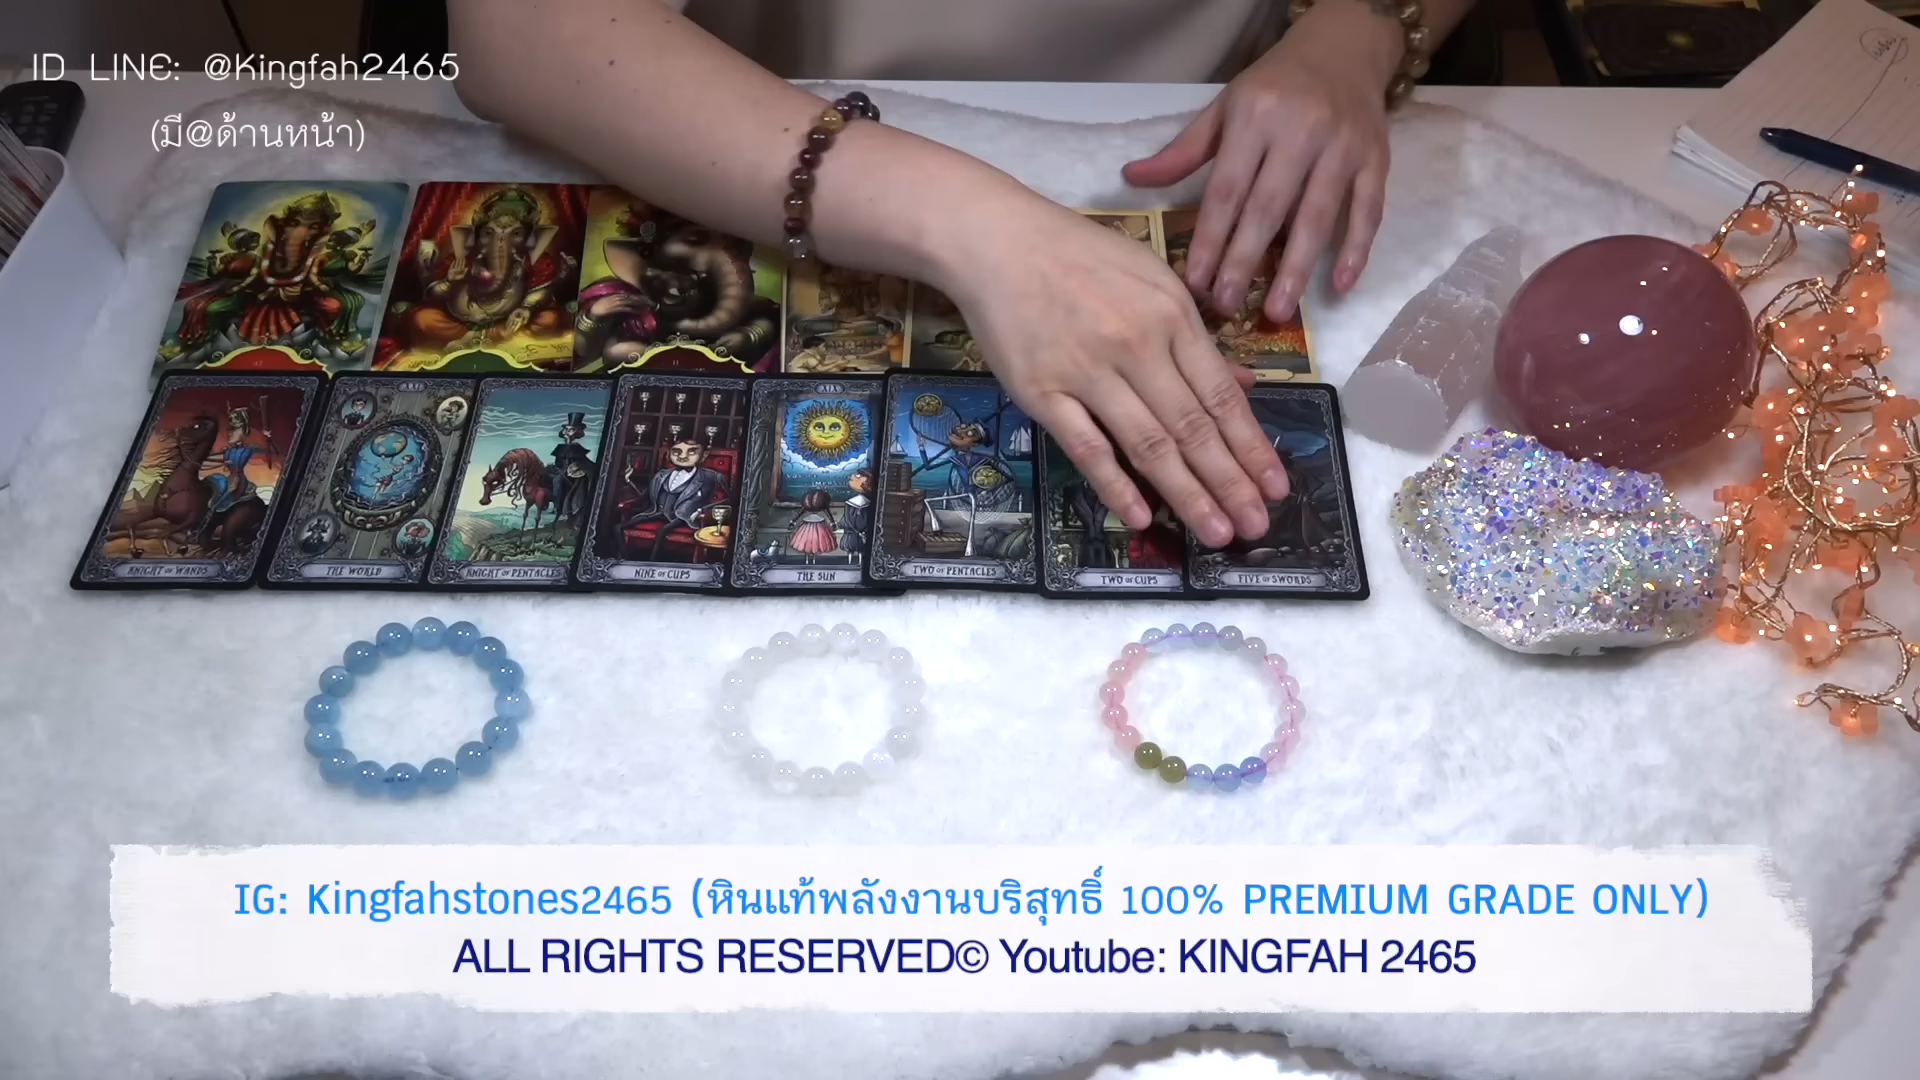 ID LINE: @Kingfah2465
(มี@ด้านหน้า)
XXI
XIX
KNIGHT OF WANDS
THE WORLD
KNIGHT OF PENTACLES
NINE OF CUPS
THE SUN
TWO OF PENTACLES
TWO OF CUPS
FIVE OF SWORDS
IG: Kingfahstones2465 (หินแท้พลังงานบริสุทธิ์ 100% PREMIUM GRADE ONLY)
ALL RIGHTS RESERVED© Youtube: KINGFAH 2465